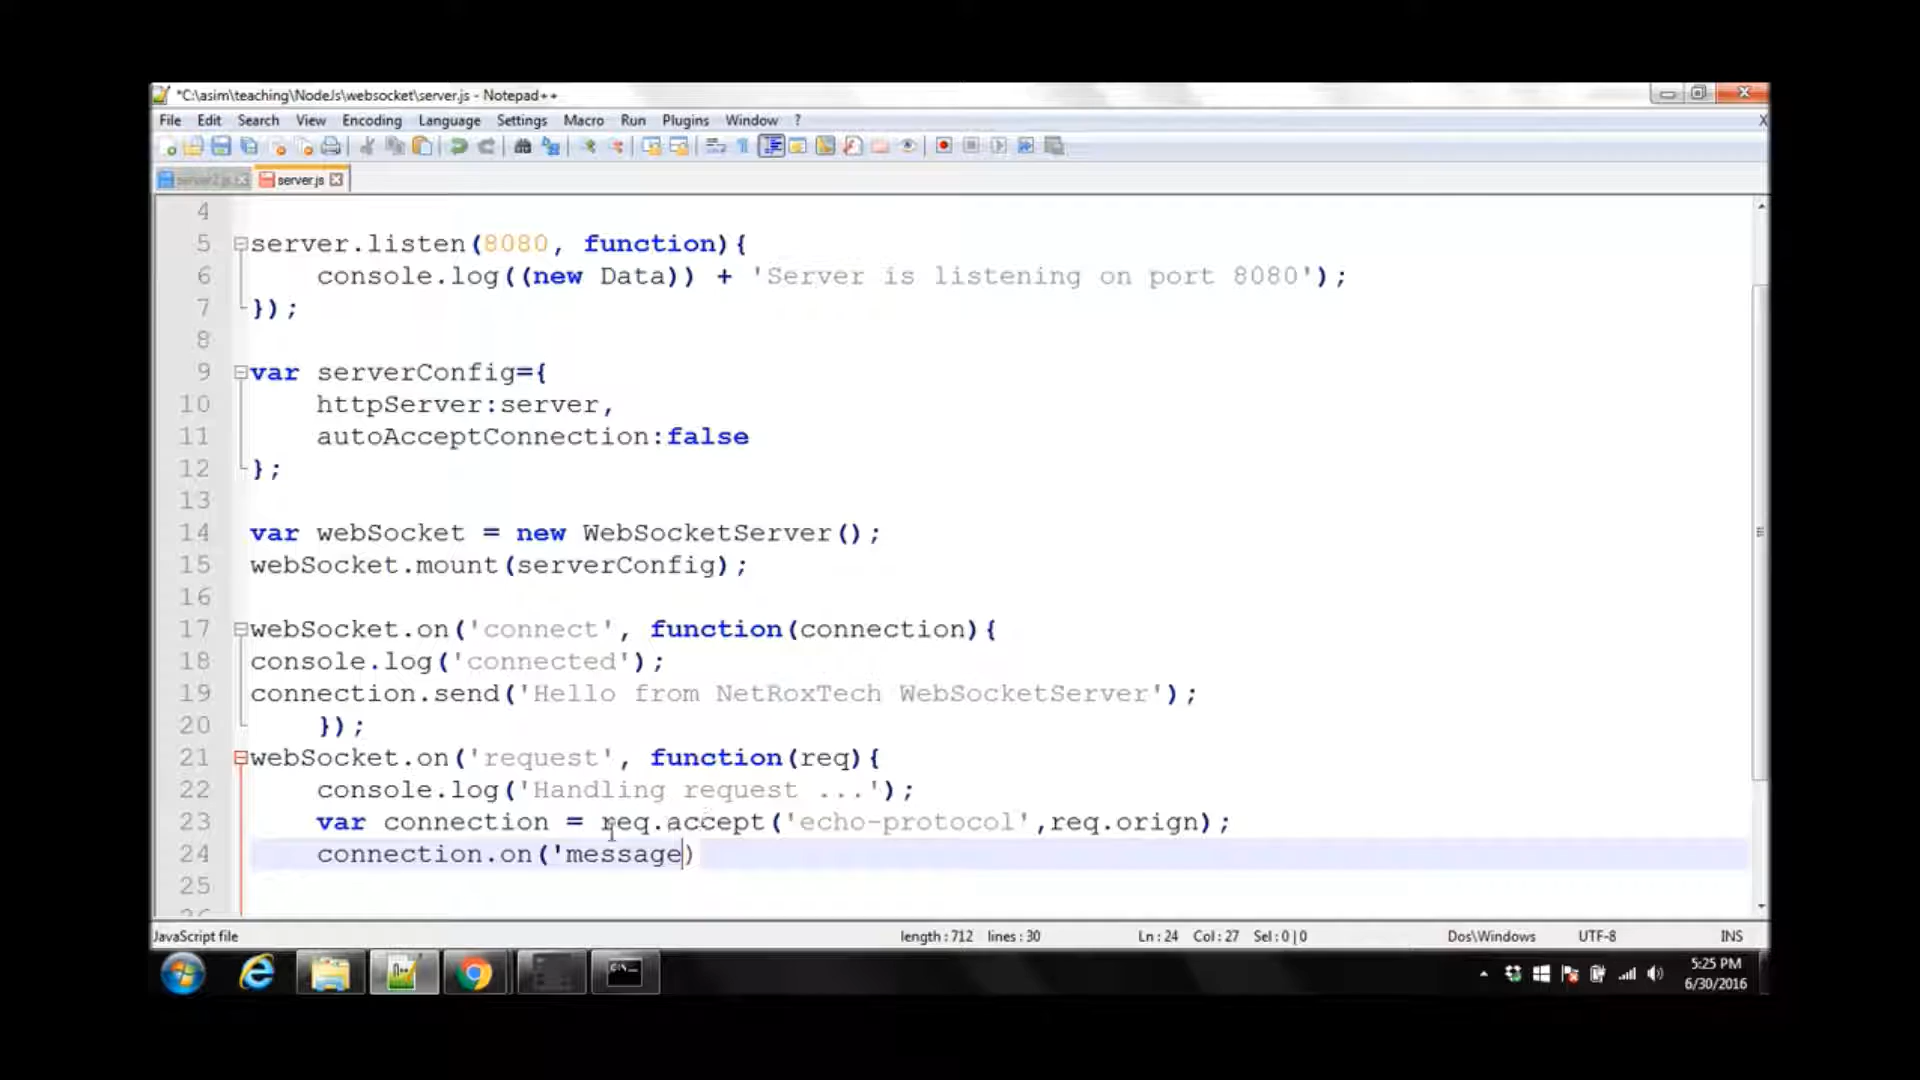 *C:\asim\teaching\NodeJs\websocket\server.js - Notepad++
File Edit Search View Encoding Language Settings Macro Run Plugins Window ? X
server2.js server.js
4
5 server.listen(8080, function){
6 console.log((new Data)) + 'Server is listening on port 8080');
7 });
8
9 var serverConfig={
10 httpServer:server,
11 autoAcceptConnection:false
12 };
13
14 var webSocket = new WebSocketServer();
15 webSocket.mount(serverConfig);
16
17 webSocket.on('connect', function(connection){
18 console.log('connected');
19 connection.send('Hello from NetRoxTech WebSocketServer');
20 });
21 webSocket.on('request', function(req){
22 console.log('Handling request ...');
23 var connection = req.accept('echo-protocol',req.orign);
24 connection.on('message)
25
26
JavaScript file length : 712 lines : 30 Ln : 24 Col : 27 Sel : 0 | 0 Dos\Windows UTF-8 INS
5:25 PM
6/30/2016